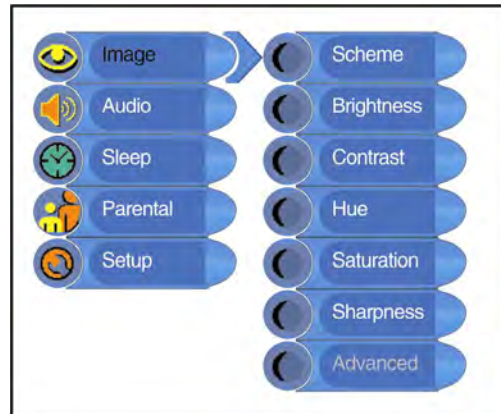 Image
Audio
Sleep
Parental
Setup
Scheme
Brightness
Contrast
Hue
Saturation
Sharpness
Advanced